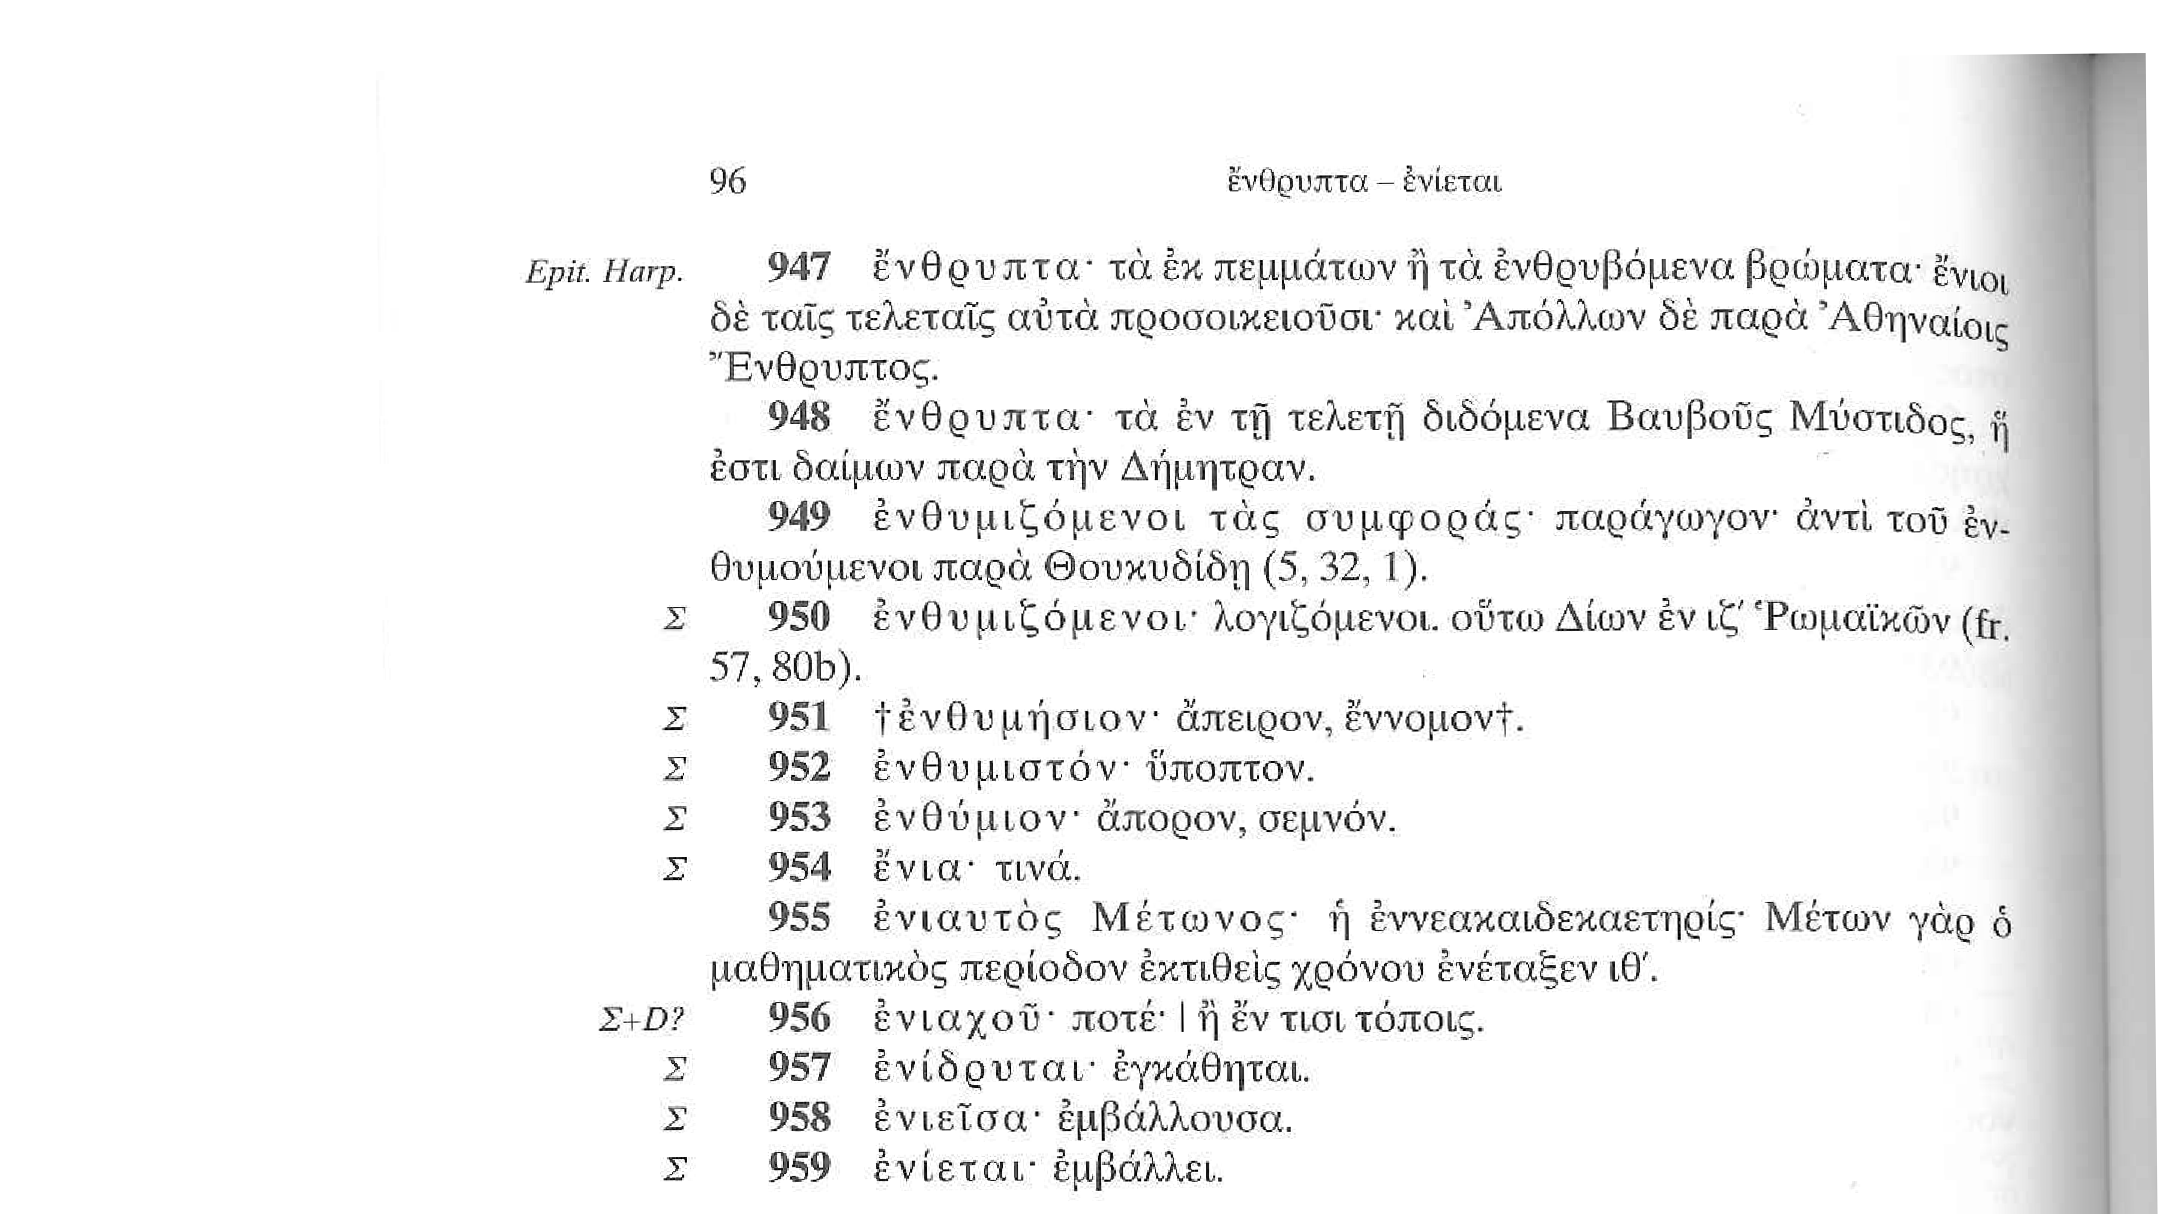 96 ἔνθρυπτα – ἐνίεται
Epit. Harp. 947 ἔνθρυπτα· τὰ ἐκ πεμμάτων ἢ τὰ ἐνθρυβόμενα βρώματα· ἔνιοι
δὲ ταῖς τελεταῖς αὐτὰ προσοικειοῦσι· καὶ Ἀπόλλων δὲ παρὰ Ἀθηναίοις
Ἔνθρυπτος.
948 ἔνθρυπτα· τὰ ἐν τῇ τελετῇ διδόμενα Βαυβοῦς Μύστιδος, ἥ
ἐστι δαίμων παρὰ τὴν Δήμητραν.
949 ἐνθυμιζόμενοι τὰς συμφοράς· παράγωγον· ἀντὶ τοῦ ἐν-
θυμούμενοι παρὰ Θουκυδίδῃ (5, 32, 1).
Σ 950 ἐνθυμιζόμενοι· λογιζόμενοι. οὕτω Δίων ἐν ιζʹ Ῥωμαϊκῶν (fr.
57, 80b).
Σ 951 †ἐνθυμήσιον· ἄπειρον, ἔννομον†.
Σ 952 ἐνθυμιστόν· ὕποπτον.
Σ 953 ἐνθύμιον· ἄπορον, σεμνόν.
Σ 954 ἔνια· τινά.
955 ἐνιαυτὸς Μέτωνος· ἡ ἐννεακαιδεκαετηρίς· Μέτων γὰρ ὁ
μαθηματικὸς περίοδον ἐκτιθεὶς χρόνου ἐνέταξεν ιθʹ.
Σ+D? 956 ἐνιαχοῦ· ποτέ· | ἢ ἔν τισι τόποις.
Σ 957 ἐνίδρυται· ἐγκάθηται.
Σ 958 ἐνιεῖσα· ἐμβάλλουσα.
Σ 959 ἐνίεται· ἐμβάλλει.